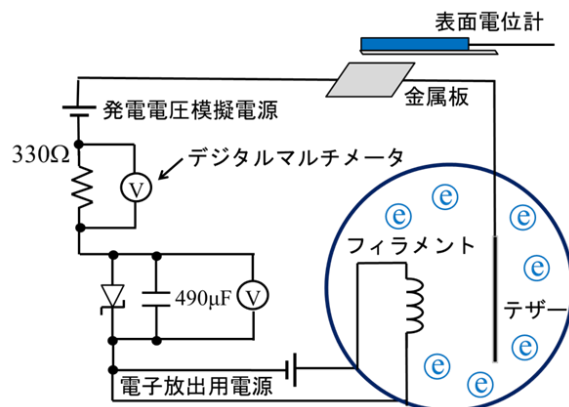 表面電位計
金属板
発電電圧模擬電源
330Ω
デジタルマルチメータ
V
e
e
e
e
e
e
e
フィラメント
テザー
490μF
V
電子放出用電源